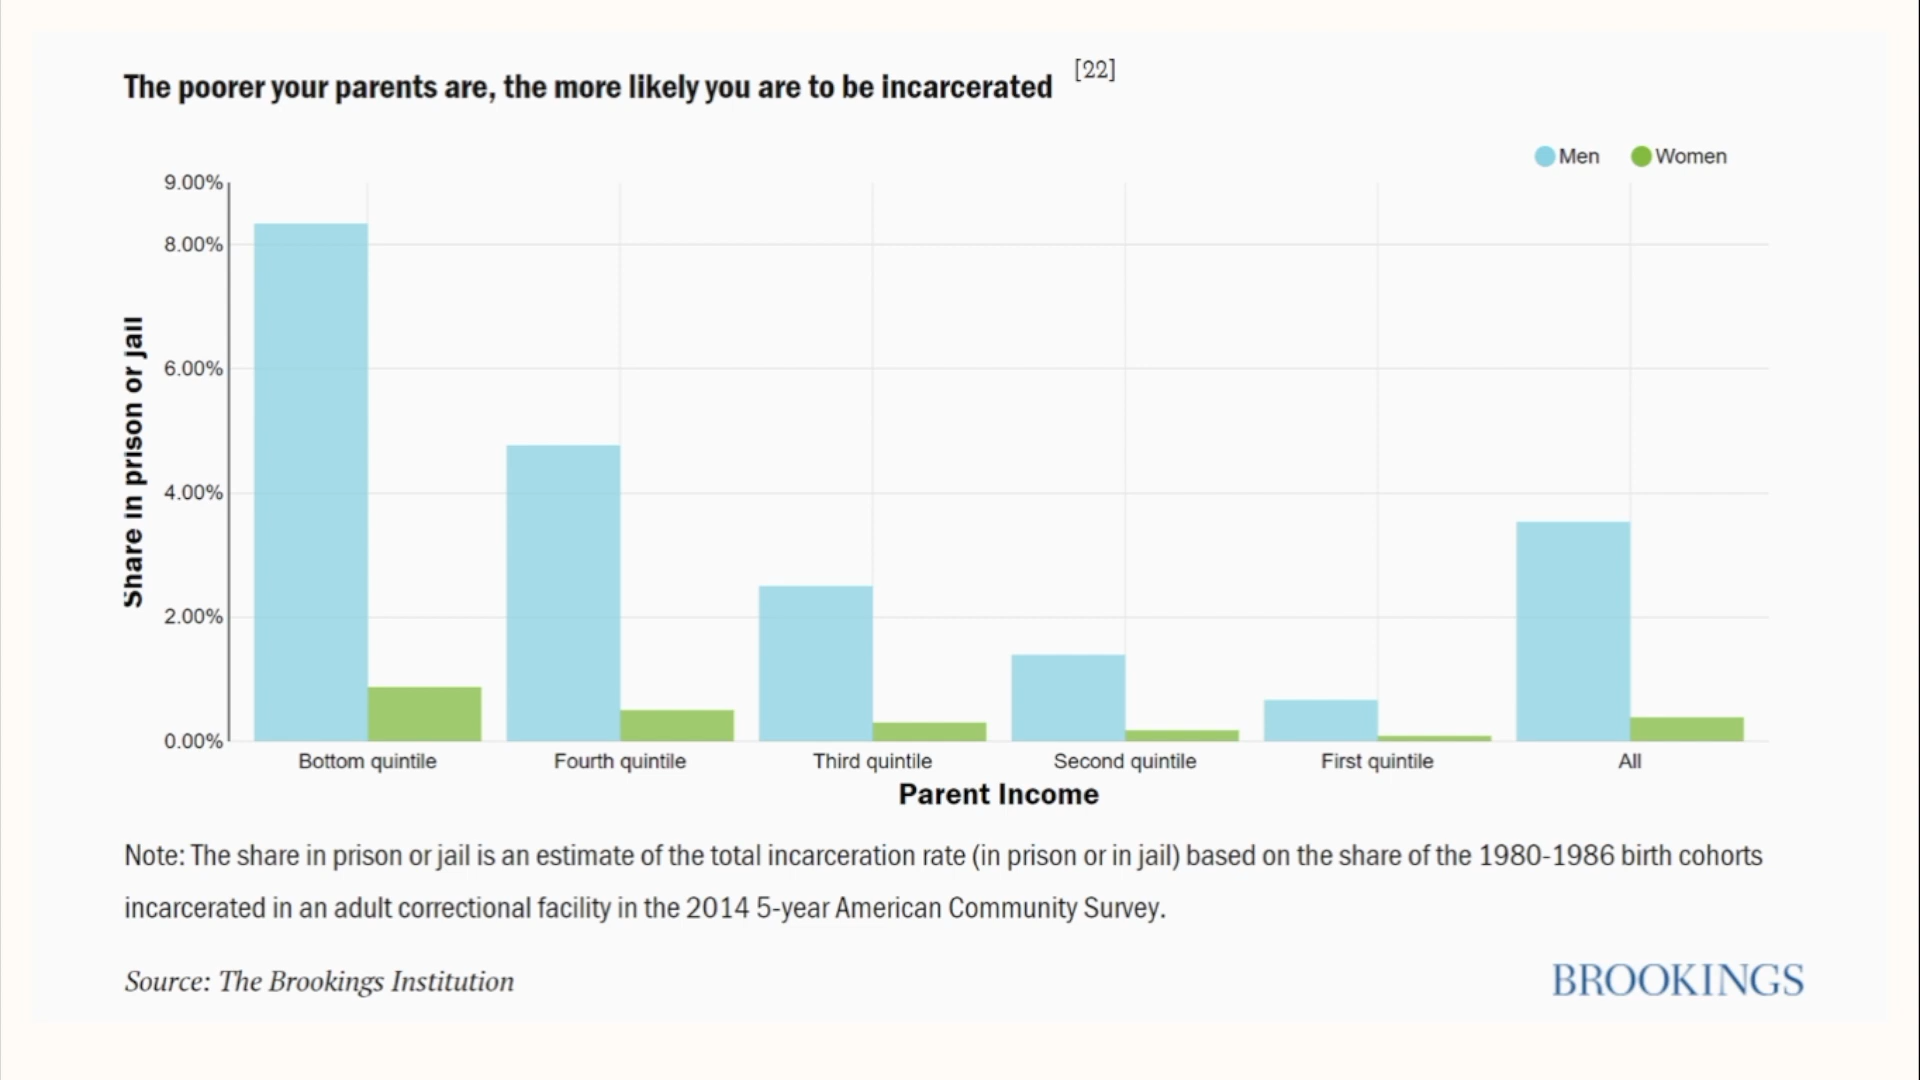 The poorer your parents are, the more likely you are to be incarcerated [22]
Men Women
9.00%
8.00%
6.00%
4.00%
2.00%
0.00%
Share in prison or jail
Bottom quintile Fourth quintile Third quintile Second quintile First quintile All
Parent Income
Note: The share in prison or jail is an estimate of the total incarceration rate (in prison or in jail) based on the share of the 1980-1986 birth cohorts
incarcerated in an adult correctional facility in the 2014 5-year American Community Survey.
Source: The Brookings Institution
BROOKINGS